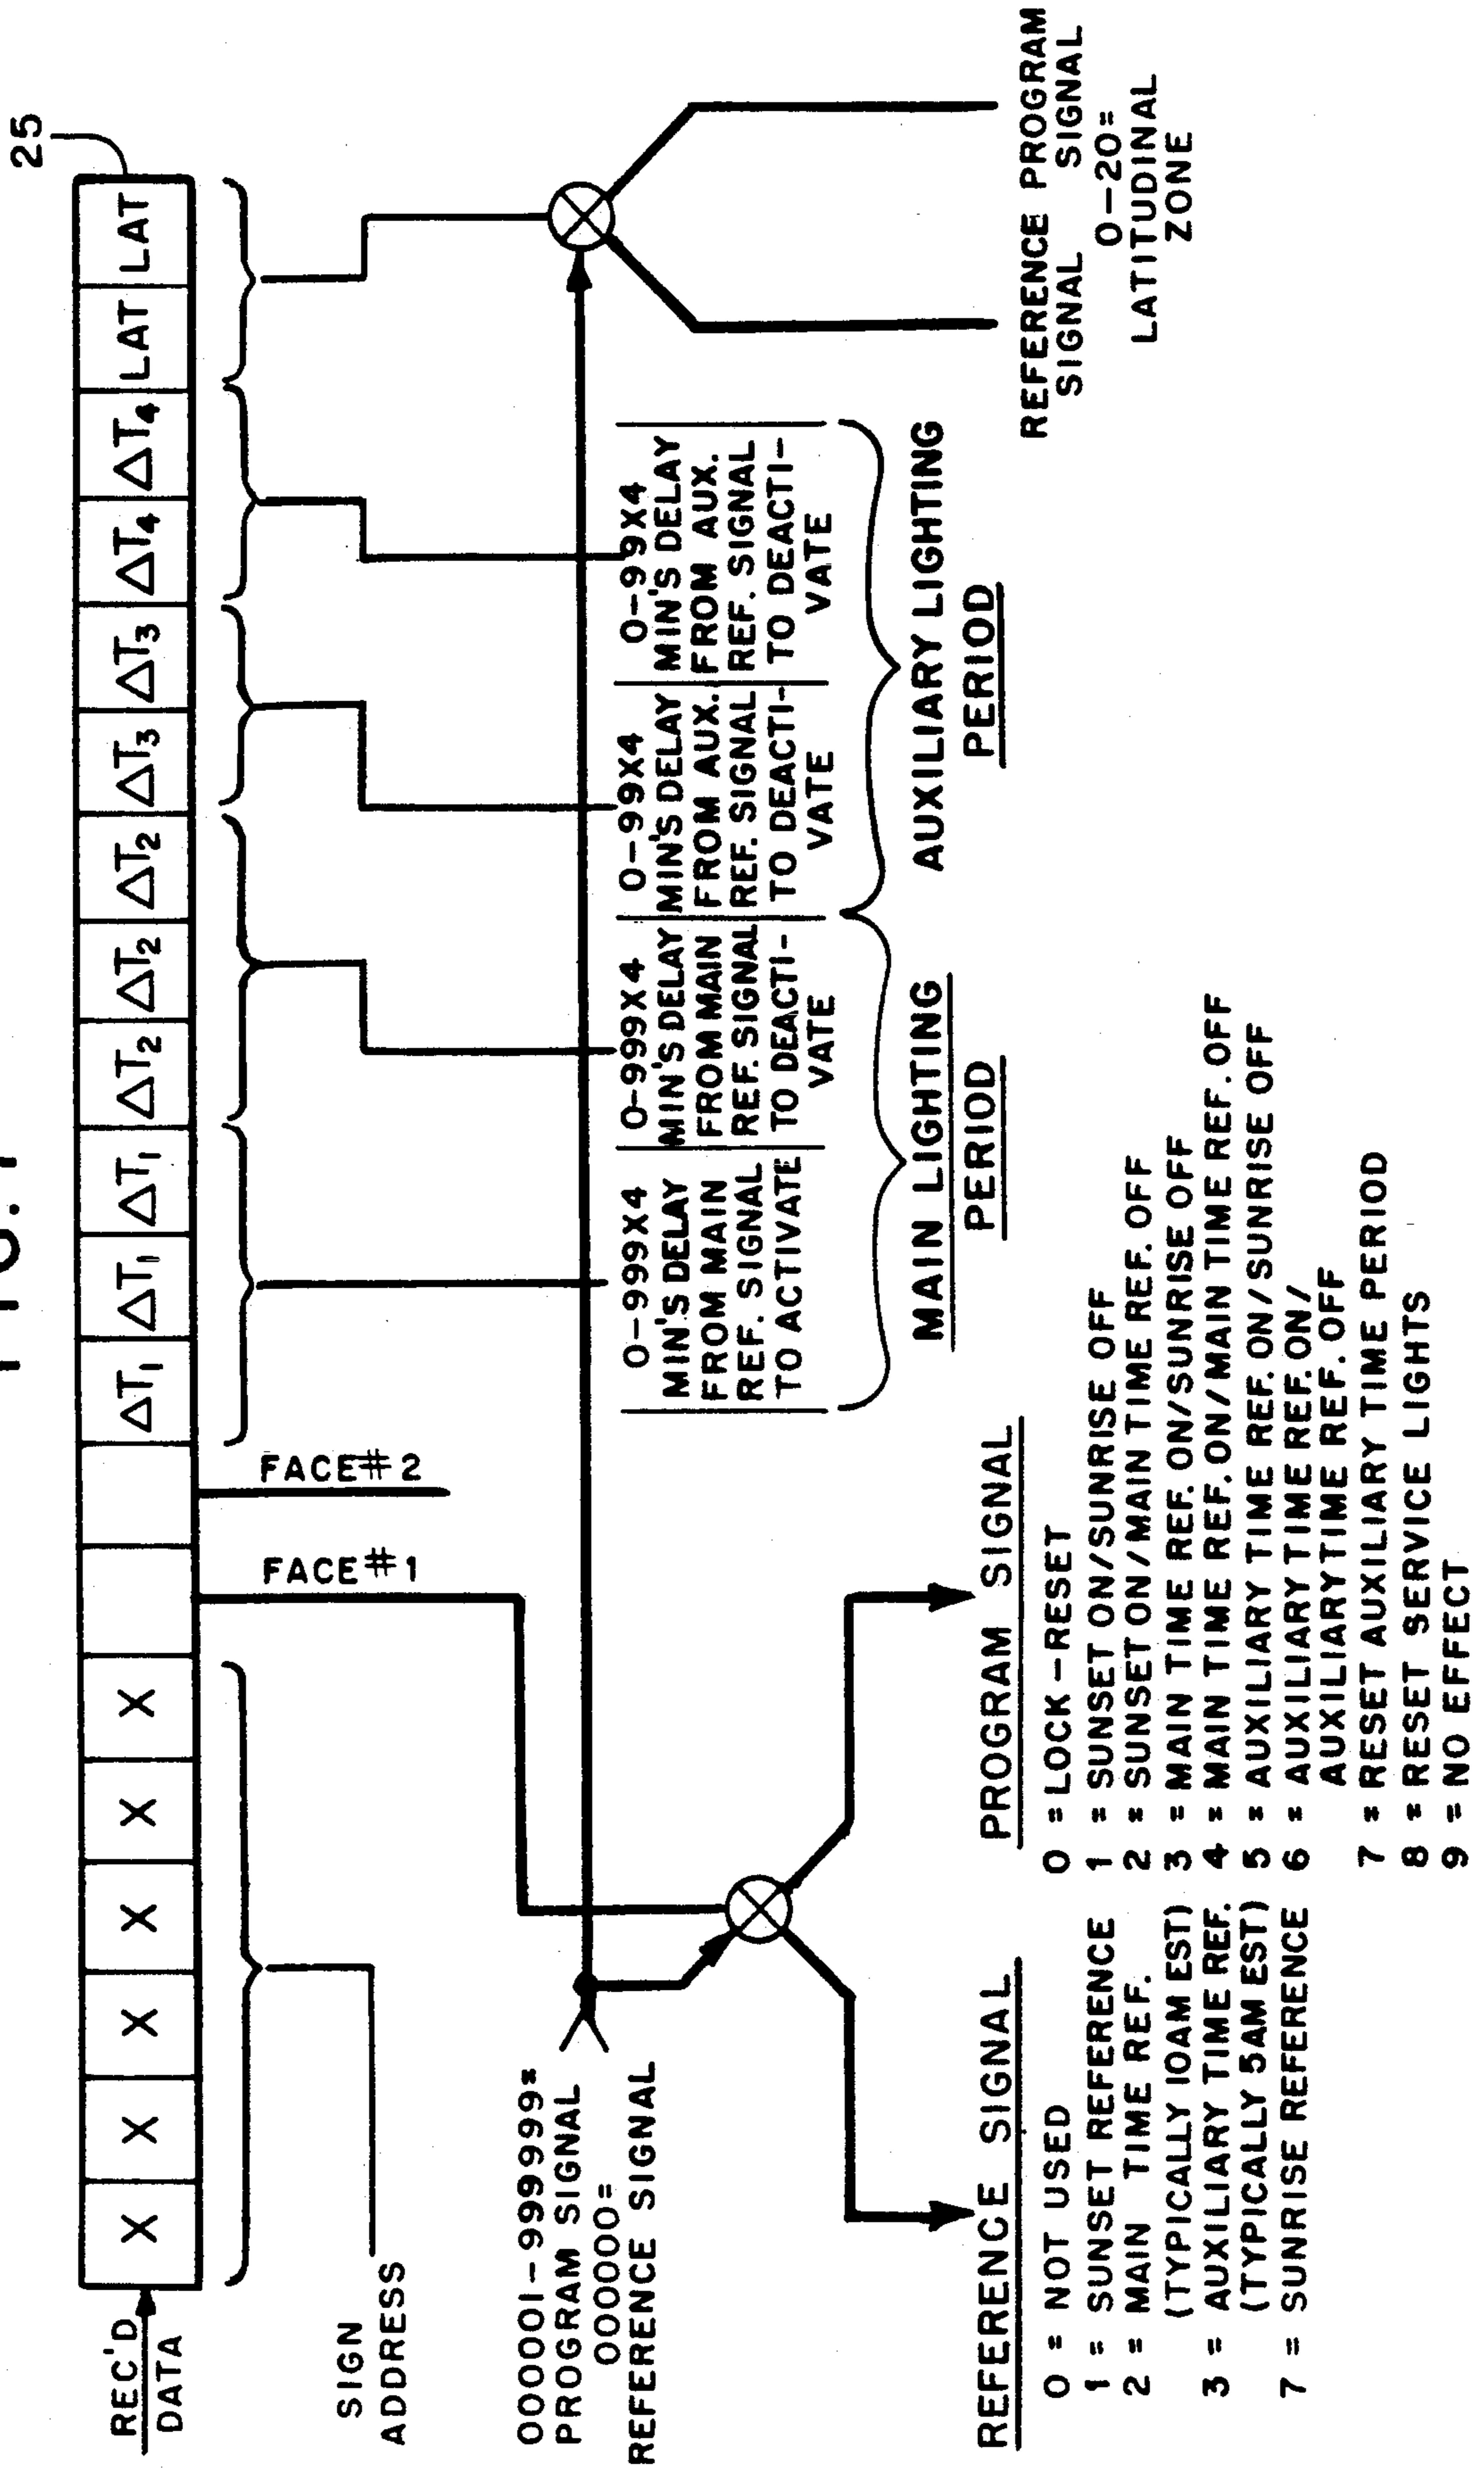 25
REC'D
DATA
X X X X X X ΔT1 ΔT1 ΔT1 ΔT2 ΔT2 ΔT2 ΔT3 ΔT3 ΔT4 ΔT4 LAT LAT
SIGN
ADDRESS
FACE#1
FACE#2
000001-999999=
PROGRAM SIGNAL
000000=
REFERENCE SIGNAL
0-999X4
MIN'S DELAY
FROM MAIN
REF. SIGNAL
TO ACTIVATE
0-999X4
MIN'S DELAY
FROM MAIN
REF. SIGNAL
TO DEACTI-
VATE
0-99X4
MIN'S DELAY
FROM AUX.
REF. SIGNAL
TO DEACTI-
VATE
0-99X4
MIN'S DELAY
FROM AUX.
REF. SIGNAL
TO DEACTI-
VATE
MAIN LIGHTING
PERIOD
AUXILIARY LIGHTING
PERIOD
REFERENCE PROGRAM
SIGNAL SIGNAL
0-20=
LATITUDINAL
ZONE
REFERENCE SIGNAL
0 = NOT USED
1 = SUNSET REFERENCE
2 = MAIN TIME REF.
(TYPICALLY 10AM EST)
3 = AUXILIARY TIME REF.
(TYPICALLY 5AM EST)
7 = SUNRISE REFERENCE
PROGRAM SIGNAL
0 = LOCK-RESET
1 = SUNSET ON/SUNRISE OFF
2 = SUNSET ON/MAIN TIME REF. OFF
3 = MAIN TIME REF. ON/SUNRISE OFF
4 = MAIN TIME REF. ON/MAIN TIME REF. OFF
5 = AUXILIARY TIME REF. ON/SUNRISE OFF
6 = AUXILIARY TIME REF. ON/
AUXILIARY TIME REF. OFF
7 = RESET AUXILIARY TIME PERIOD
8 = RESET SERVICE LIGHTS
9 = NO EFFECT